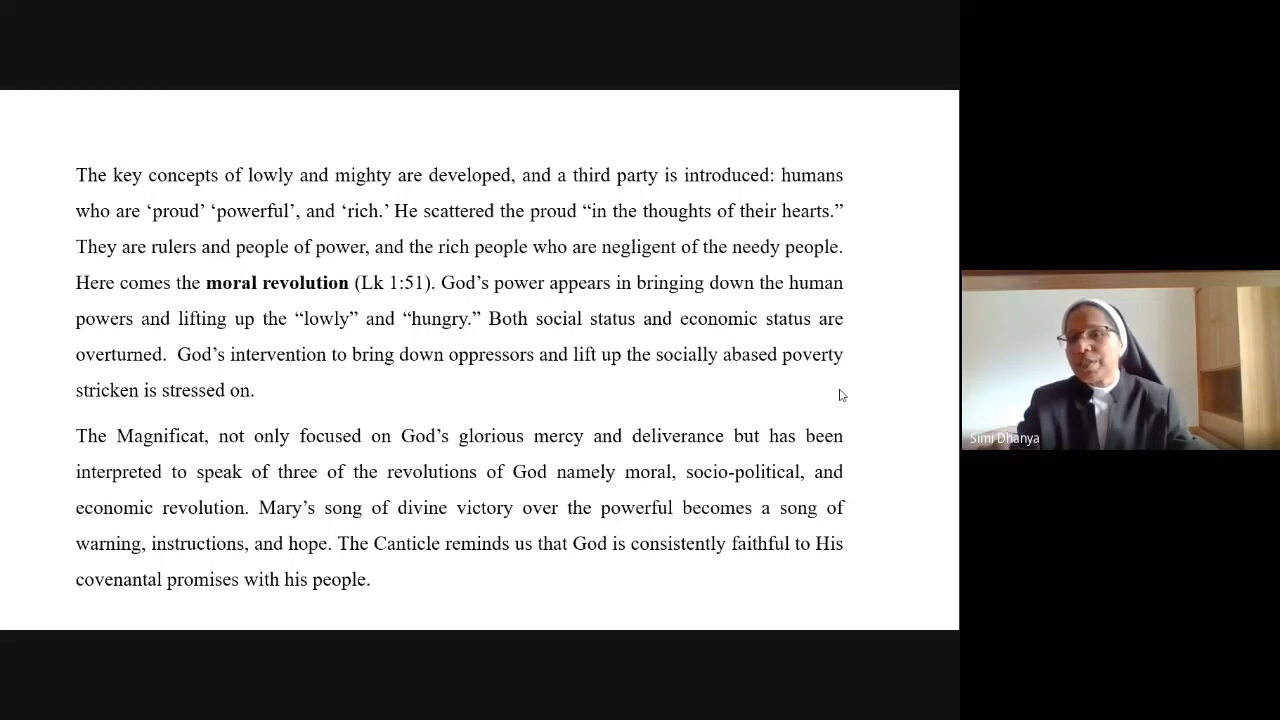 The key concepts of lowly and mighty are developed, and a third party is introduced: humans
who are ‘proud’ ‘powerful’, and ‘rich.’ He scattered the proud “in the thoughts of their hearts.”
They are rulers and people of power, and the rich people who are negligent of the needy people.
Here comes the moral revolution (Lk 1:51). God’s power appears in bringing down the human
powers and lifting up the “lowly” and “hungry.” Both social status and economic status are
overturned.  God’s intervention to bring down oppressors and lift up the socially abased poverty
stricken is stressed on.
The Magnificat, not only focused on God’s glorious mercy and deliverance but has been
interpreted to speak of three of the revolutions of God namely moral, socio-political, and
economic revolution. Mary’s song of divine victory over the powerful becomes a song of
warning, instructions, and hope. The Canticle reminds us that God is consistently faithful to His
covenantal promises with his people.
Simi Dhanya